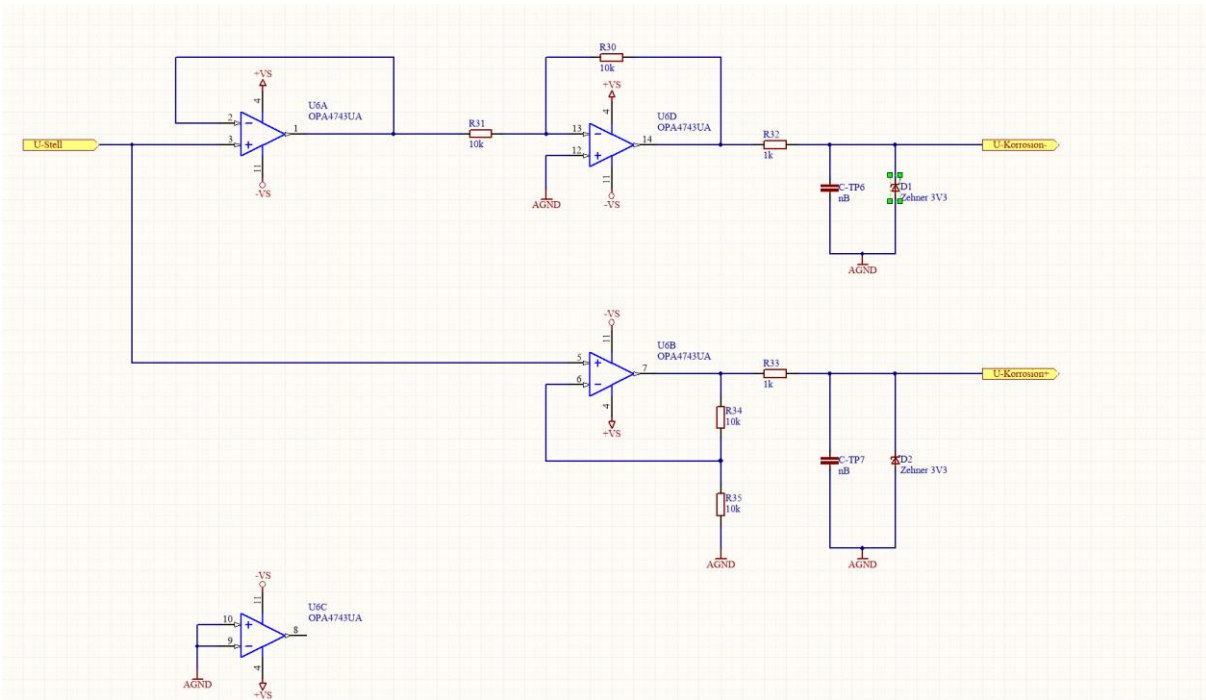 R30
10k
+VS
+VS
4
4
U6A
OPA4743UA
U6D
OPA4743UA
2
1
R31
10k
13
14
R32
1k
U-Stell
3
12
U-Korrosion-
11
-VS
11
-VS
AGND
C-TP6
nB
D1
Zehner 3V3
AGND
-VS
11
U6B
OPA4743UA
5
7
6
R33
1k
U-Korrosion+
4
+VS
R34
10k
C-TP7
nB
D2
Zehner 3V3
R35
10k
AGND
AGND
-VS
11
U6C
OPA4743UA
10
8
9
4
AGND
+VS